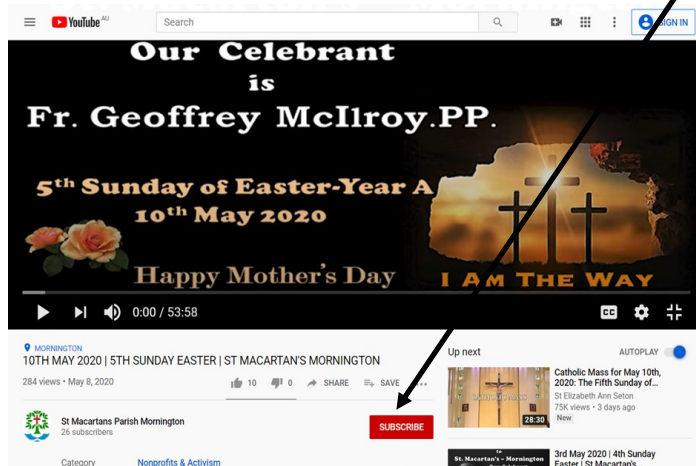 YouTube AU
Search
SIGN IN
Our Celebrant
is
Fr. Geoffrey McIlroy.PP.
5th Sunday of Easter-Year A
10th May 2020
Happy Mother's Day
I AM THE WAY
0:00 / 53:58
CC
MORNINGTON
10TH MAY 2020 | 5TH SUNDAY EASTER | ST MACARTAN'S MORNINGTON
284 views • May 8, 2020
10
0
SHARE
SAVE
St Macartans Parish Mornington
26 subscribers
SUBSCRIBE
Category
Nonprofits & Activism
Up next
AUTOPLAY
28:30
Catholic Mass for May 10th,
2020: The Fifth Sunday of...
St Elizabeth Ann Seton
75K views • 3 days ago
New
St. Macartan's - Mornington
3rd May 2020 | 4th Sunday
Easter | St Macartan's